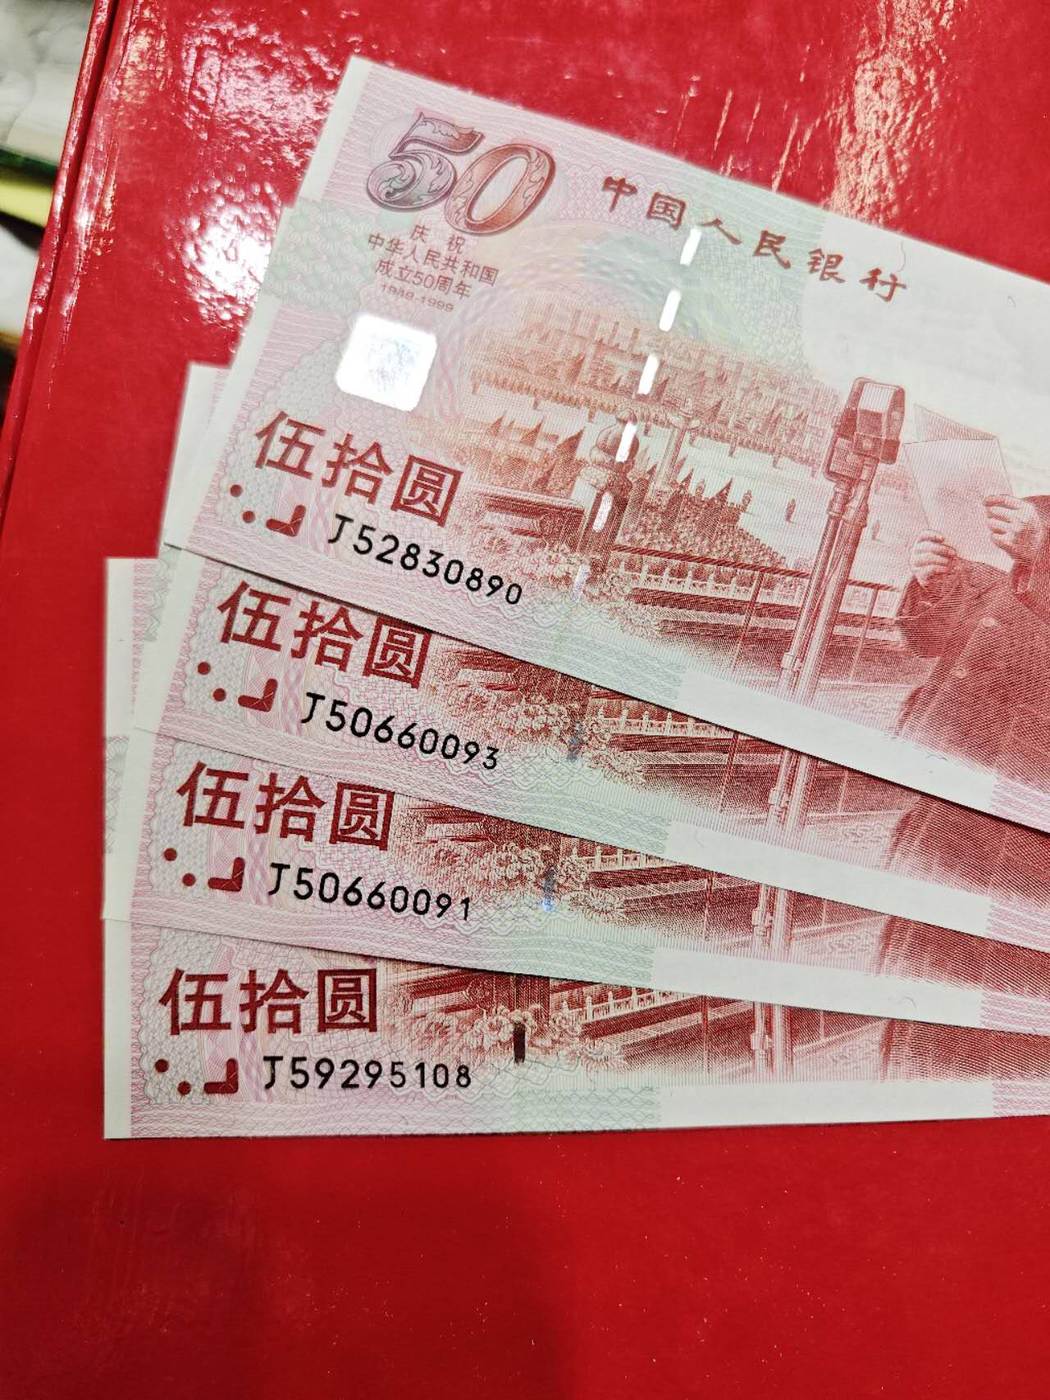 50
中国人民银行
庆祝
中华人民共和国
成立50周年
1949-1999
伍拾圆
J52830890
伍拾圆
J50660093
伍拾圆
J50660091
伍拾圆
J59295108